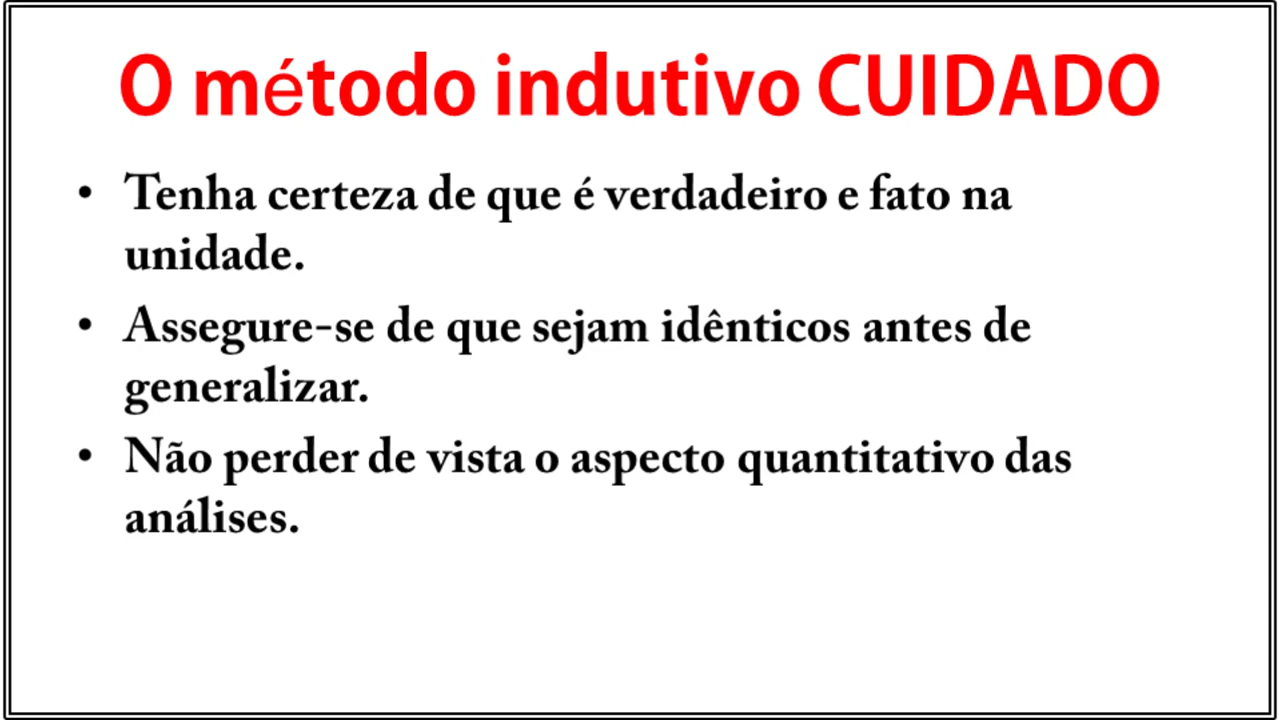 O método indutivo CUIDADO
• Tenha certeza de que é verdadeiro e fato na
unidade.
• Assegure-se de que sejam idênticos antes de
generalizar.
• Não perder de vista o aspecto quantitativo das
análises.